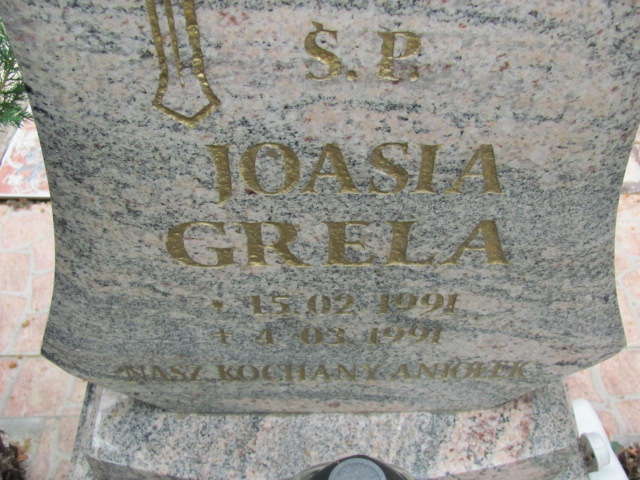 Ś.P.
JOASIA
GRELA
* 15.02 1991
+ 4.03.1991
NASZ KOCHANY ANIOŁEK